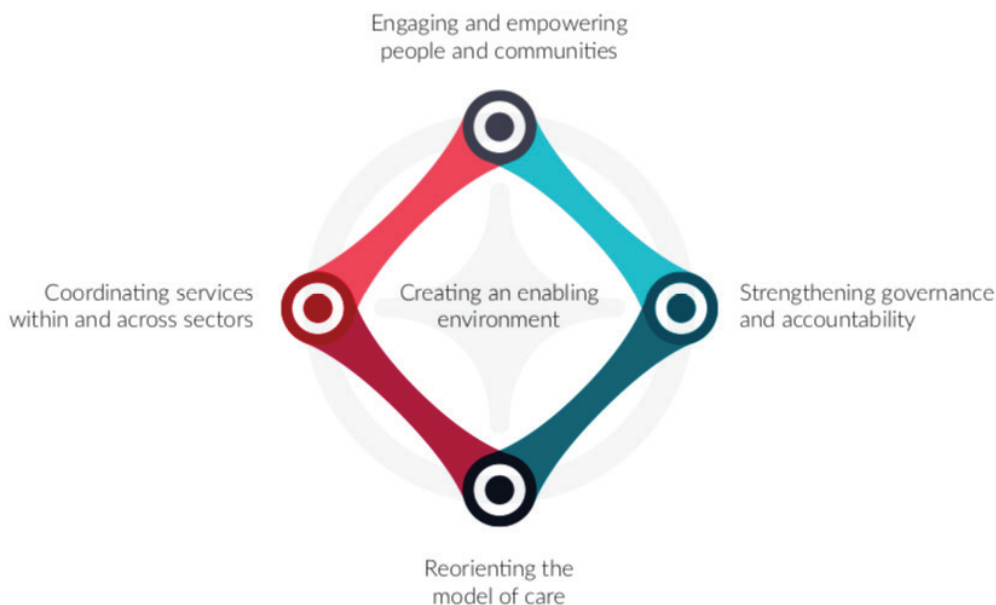 Engaging and empowering
people and communities
Coordinating services
within and across sectors
Creating an enabling
environment
Strengthening governance
and accountability
Reorienting the
model of care